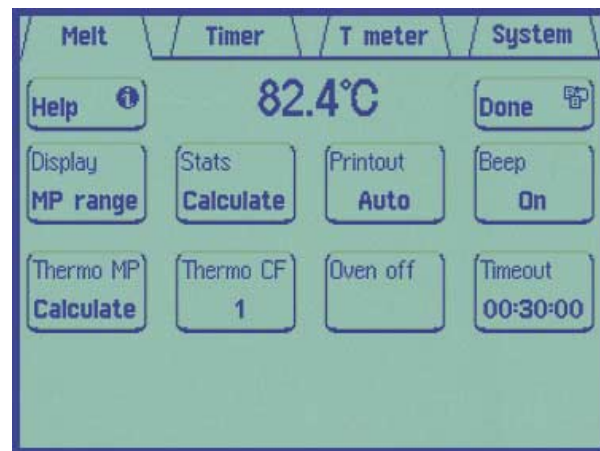 Melt Timer T meter System
Help 82.4°C Done
Display Stats Printout Beep
MP range Calculate Auto On
Thermo MP Thermo CF Oven off Timeout
Calculate 1 00:30:00